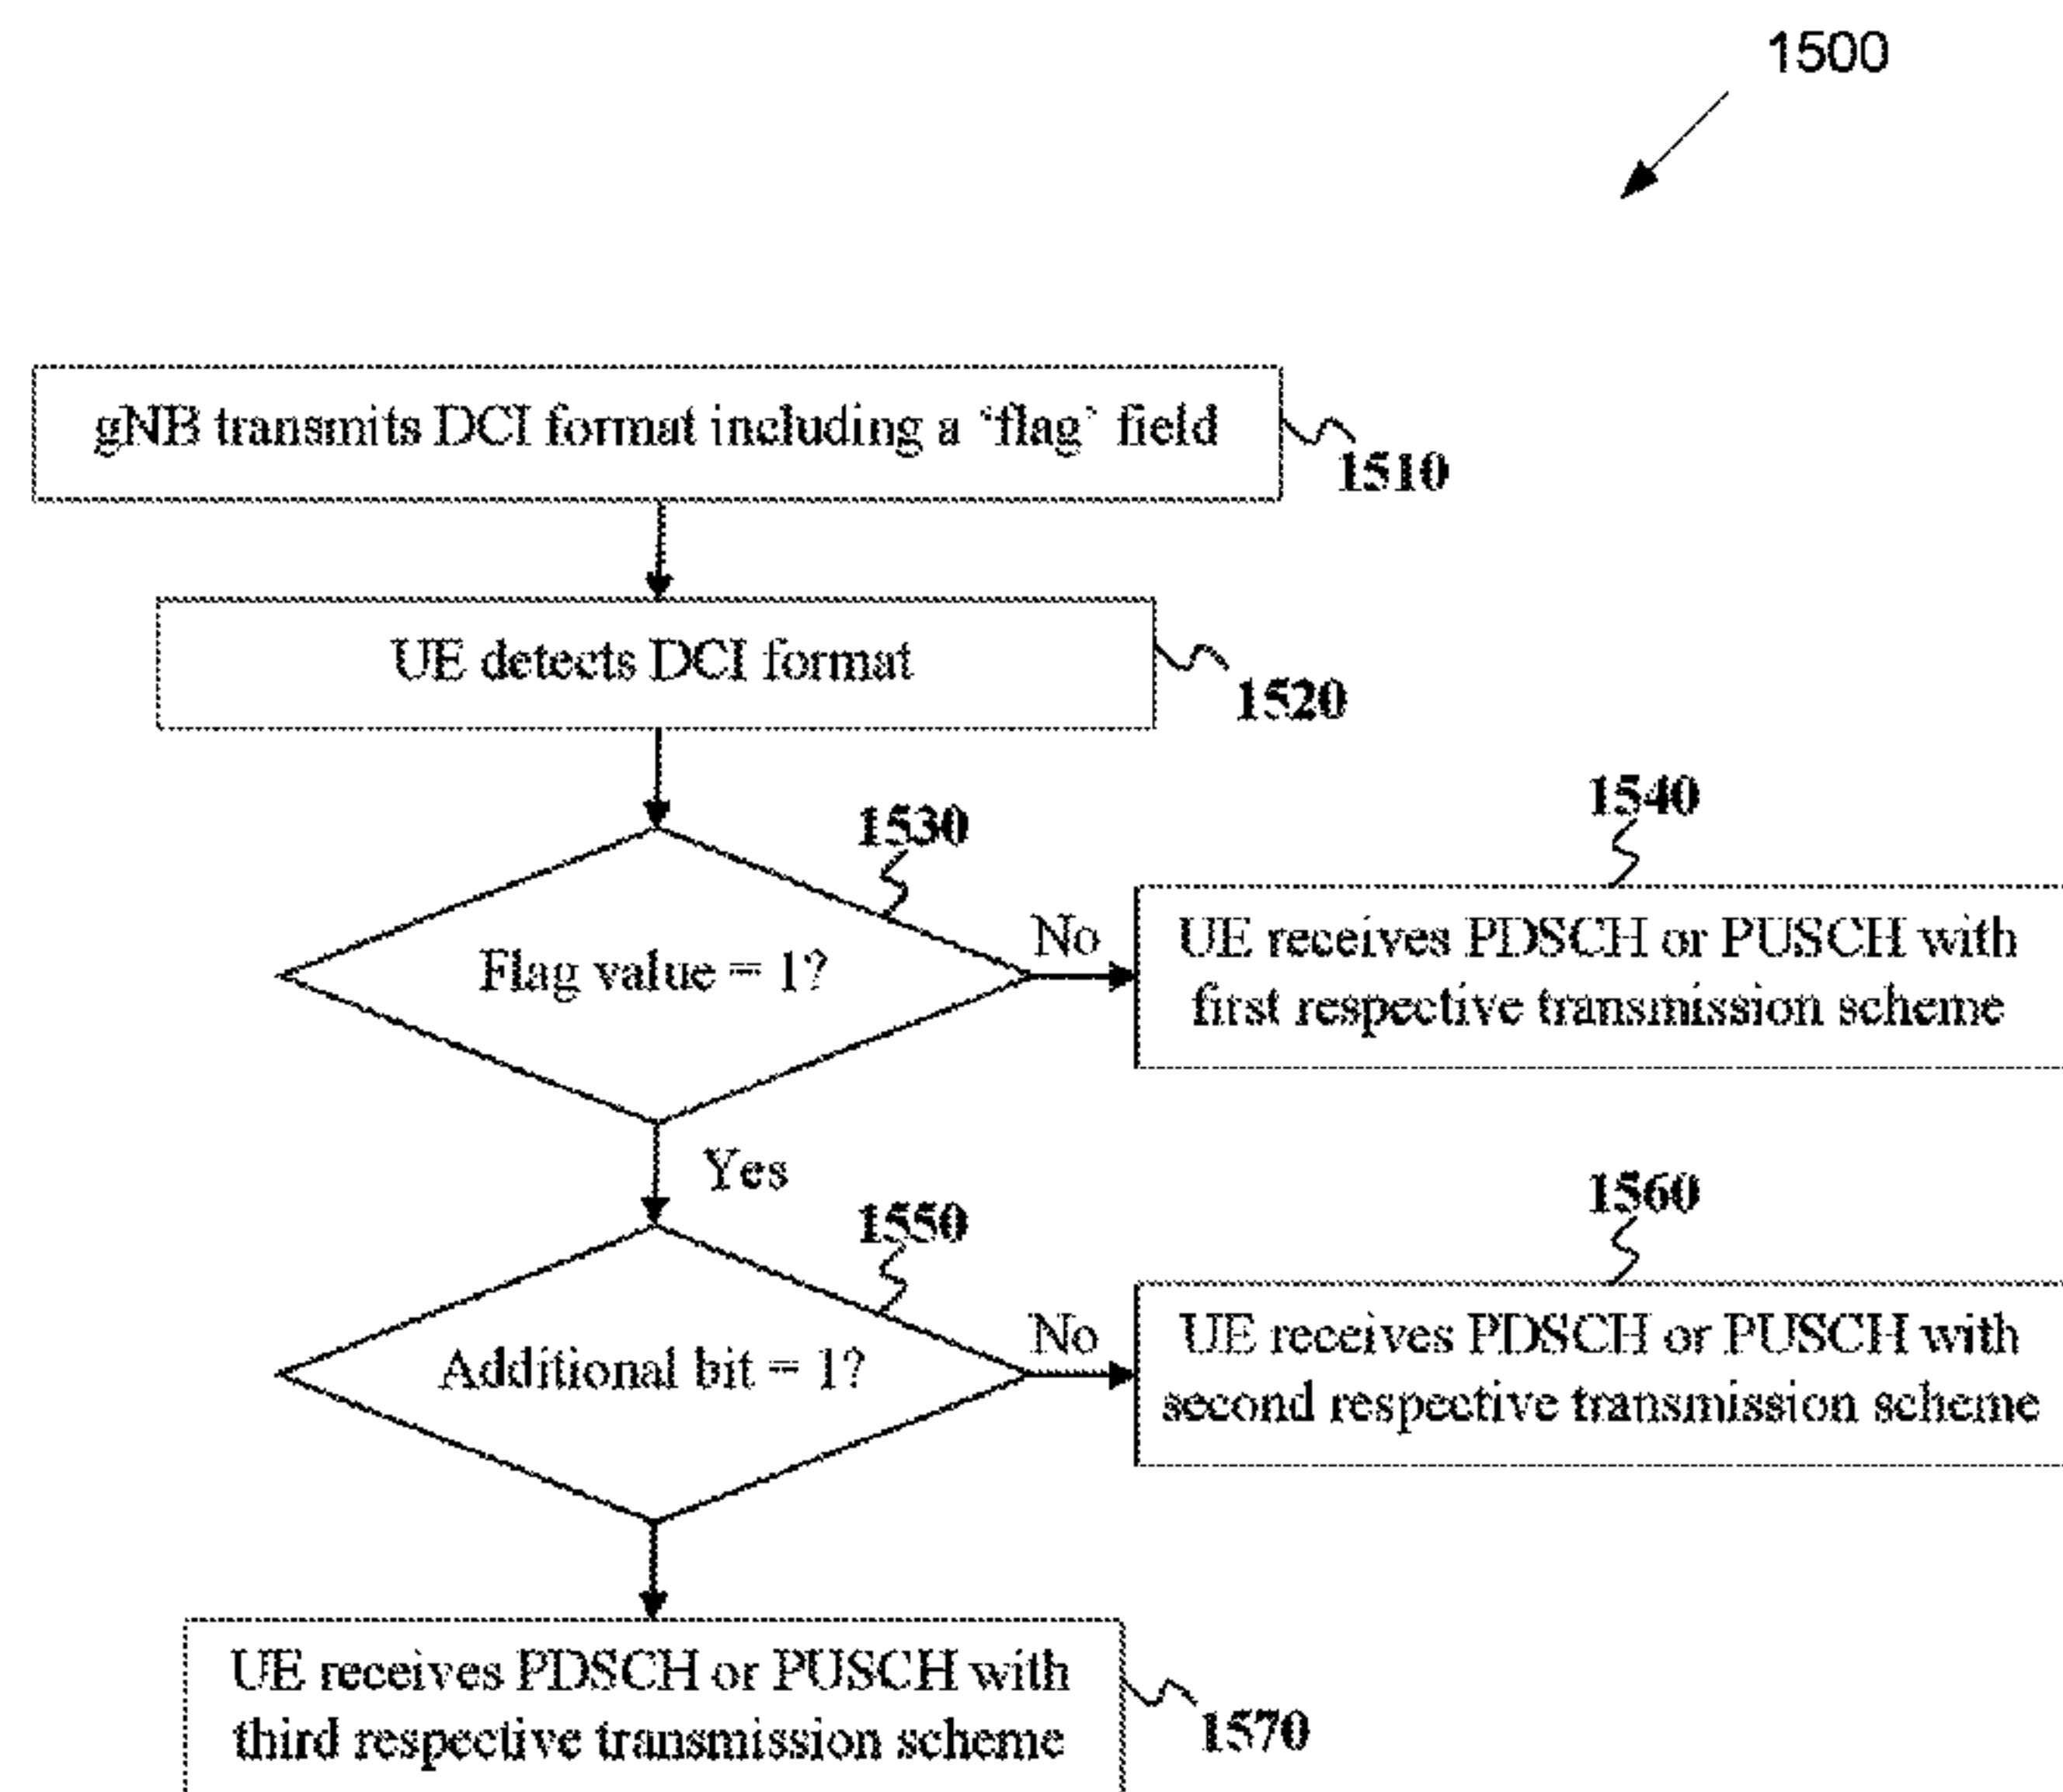 1500
gNB transmits DCI format including a ‘flag’ field
1510
UE detects DCI format
1520
1530
Flag value = 1?
No
1540
UE receives PDSCH or PUSCH with
first respective transmission scheme
Yes
1550
Additional bit = 1?
No
1560
UE receives PDSCH or PUSCH with
second respective transmission scheme
UE receives PDSCH or PUSCH with
third respective transmission scheme
1570